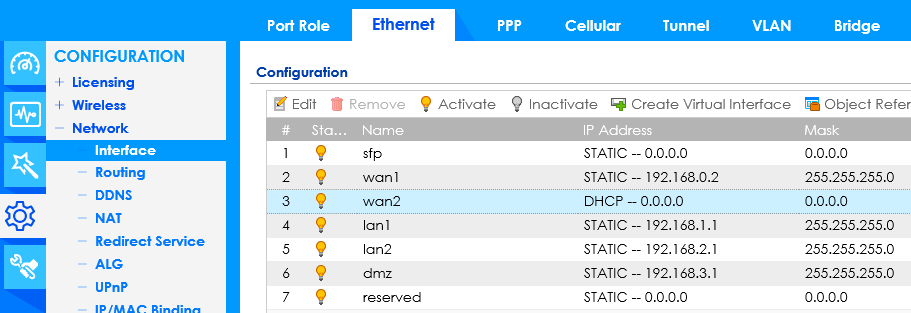 Port Role Ethernet PPP Cellular Tunnel VLAN Bridge
CONFIGURATION
+ Licensing
+ Wireless
− Network
Interface
Routing
DDNS
NAT
Redirect Service
ALG
UPnP
IP/MAC Binding
Configuration
Edit Remove Activate Inactivate Create Virtual Interface Object Refer
# Sta... Name IP Address Mask
1 sfp STATIC -- 0.0.0.0 0.0.0.0
2 wan1 STATIC -- 192.168.0.2 255.255.255.0
3 wan2 DHCP -- 0.0.0.0 0.0.0.0
4 lan1 STATIC -- 192.168.1.1 255.255.255.0
5 lan2 STATIC -- 192.168.2.1 255.255.255.0
6 dmz STATIC -- 192.168.3.1 255.255.255.0
7 reserved STATIC -- 0.0.0.0 0.0.0.0